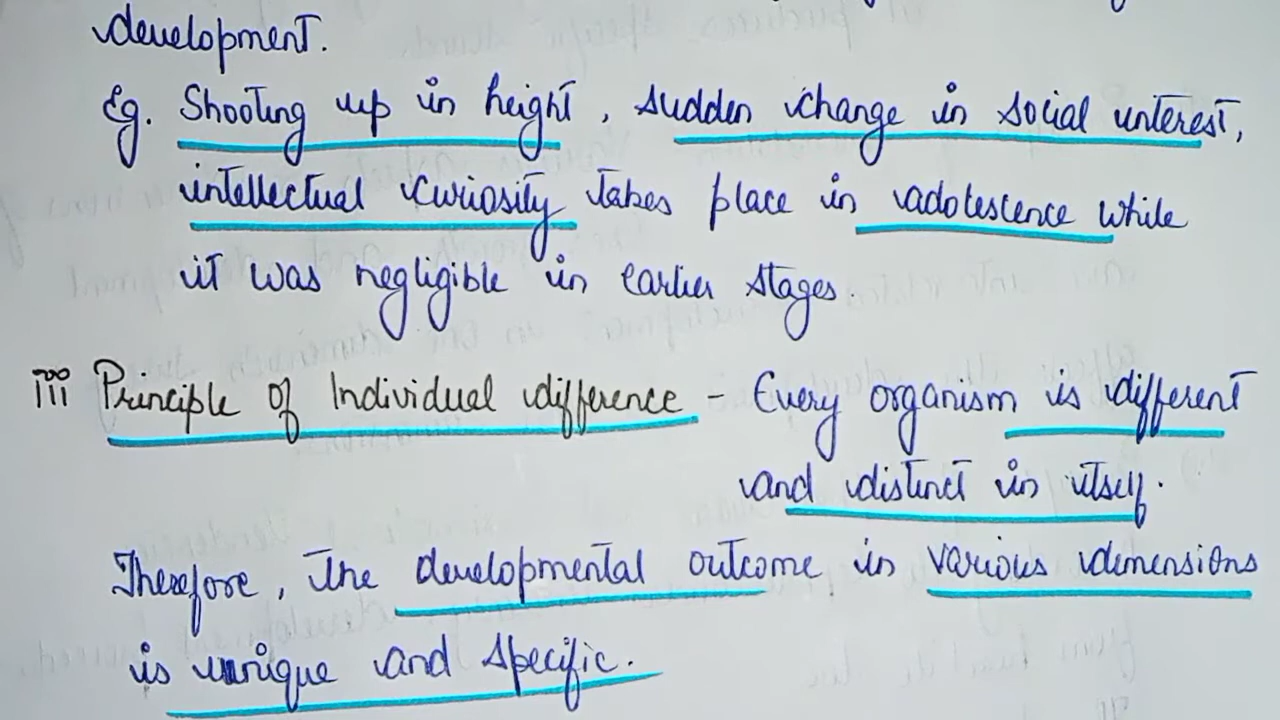 development.
Eg. Shooting up in height, sudden change in social interest,
intellectual curiosity takes place in adolescence while
it was negligible in earlier stages.
iii Principle of Individual difference - Every organism is different
and distinct in itself.
Therefore, the developmental outcome in various dimensions
is unique and specific.